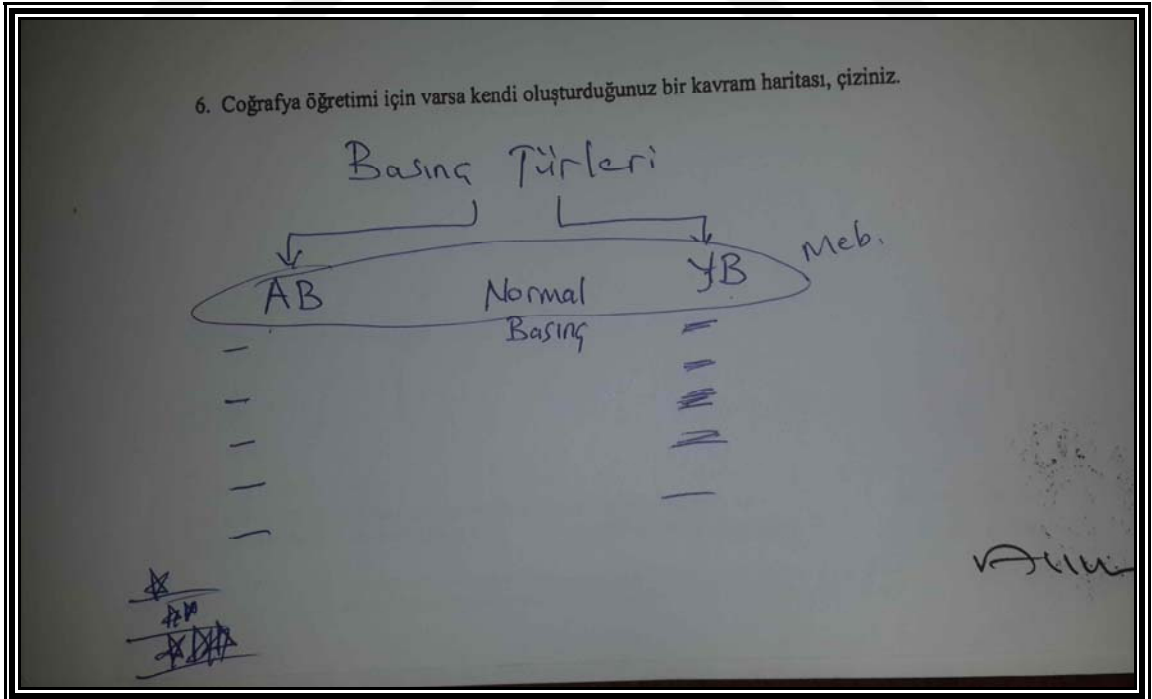 6. Coğrafya öğretimi için varsa kendi oluşturduğunuz bir kavram haritası, çiziniz.
Basınç Türleri
AB Normal YB Meb.
Basınç